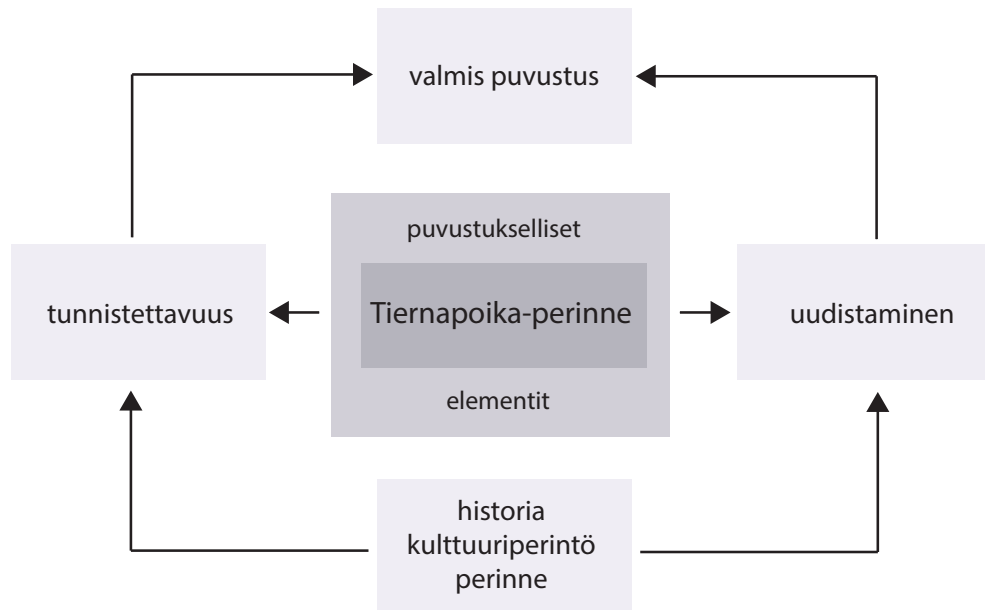 valmis puvustus
puvustukselliset
tunnistettavuus
Tiernapoika-perinne
uudistaminen
elementit
historia
kulttuuriperintö
perinne